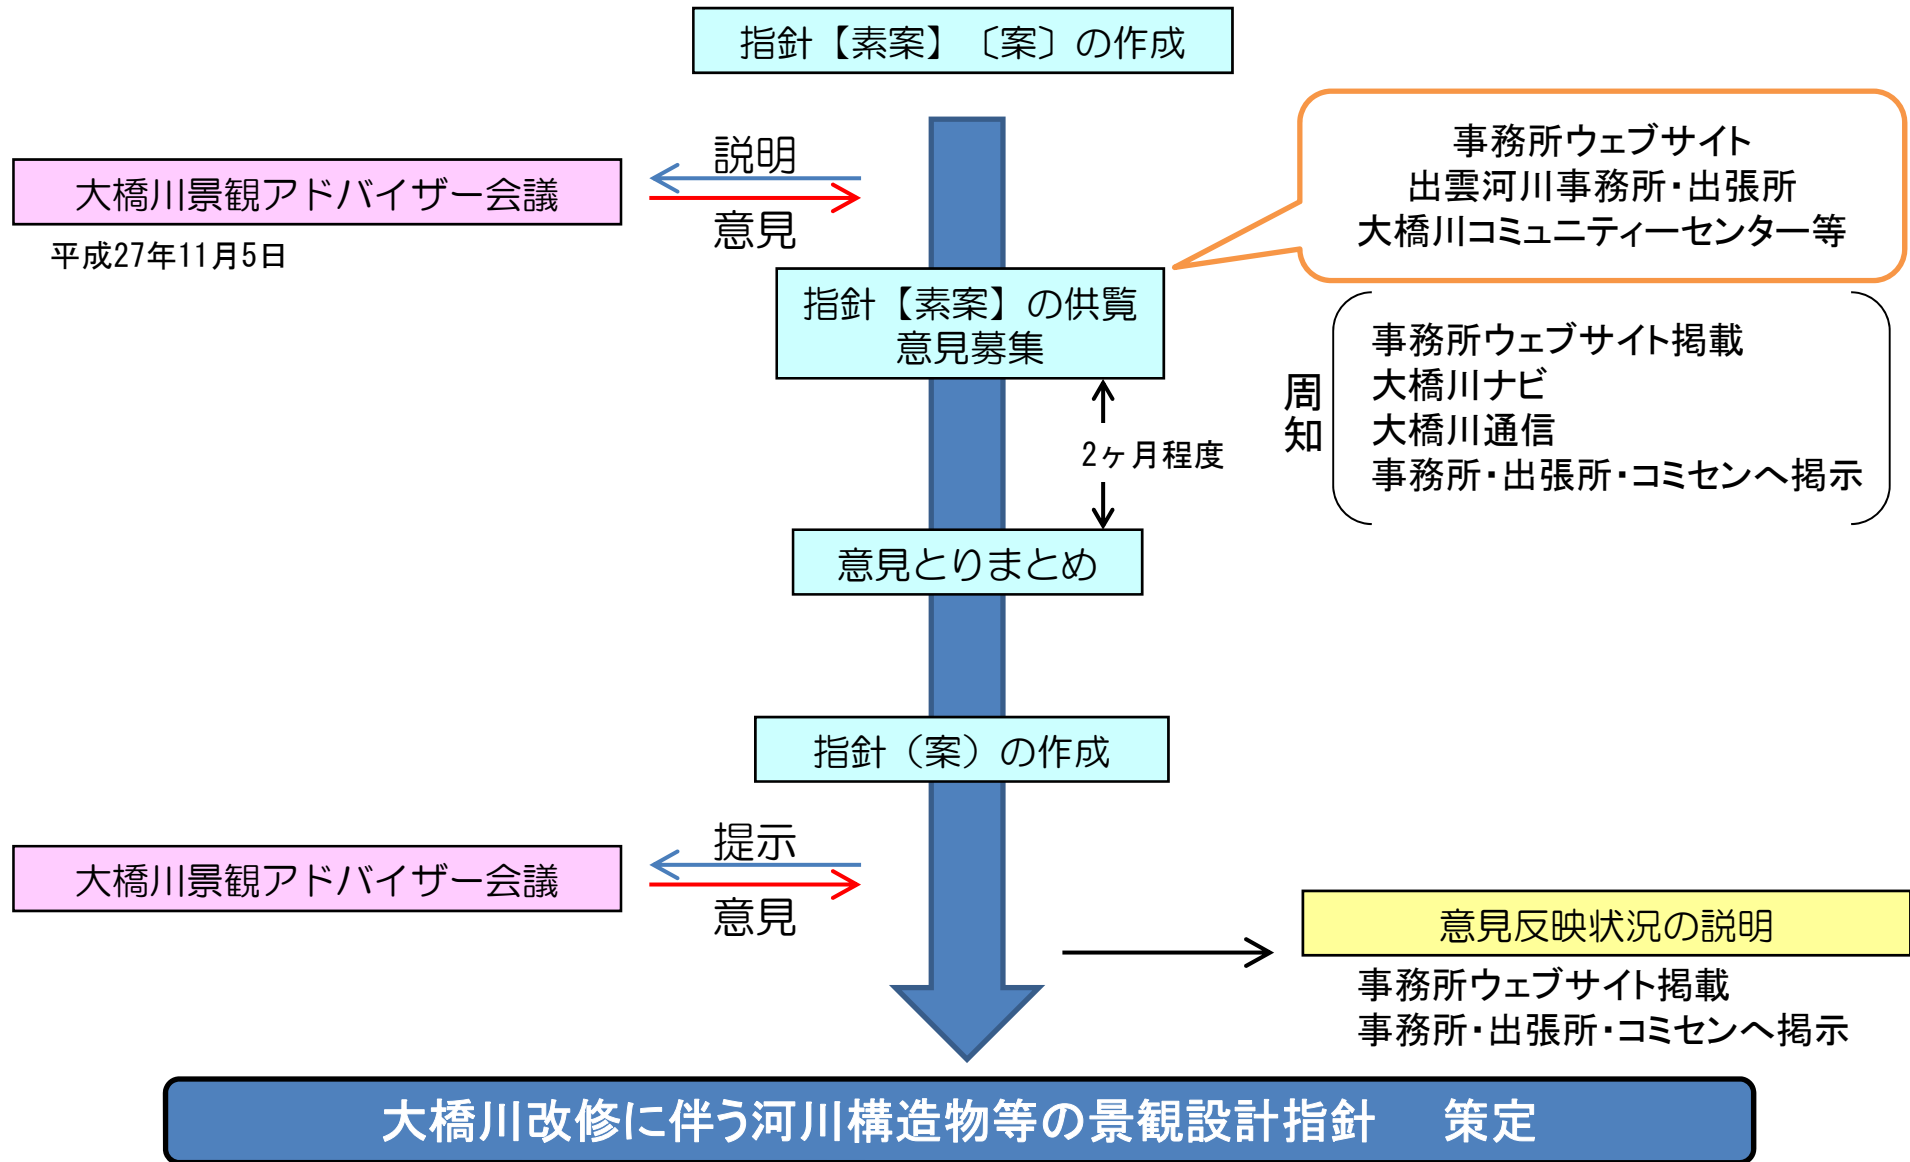 指針【素案】〔案〕の作成
説明
大橋川景観アドバイザー会議
意見
平成27年11月5日
事務所ウェブサイト
出雲河川事務所・出張所
大橋川コミュニティーセンター等
指針【素案】の供覧
意見募集
周知
事務所ウェブサイト掲載
大橋川ナビ
大橋川通信
事務所・出張所・コミセンへ掲示
2ヶ月程度
意見とりまとめ
指針（案）の作成
提示
大橋川景観アドバイザー会議
意見
意見反映状況の説明
事務所ウェブサイト掲載
事務所・出張所・コミセンへ掲示
大橋川改修に伴う河川構造物等の景観設計指針　策定